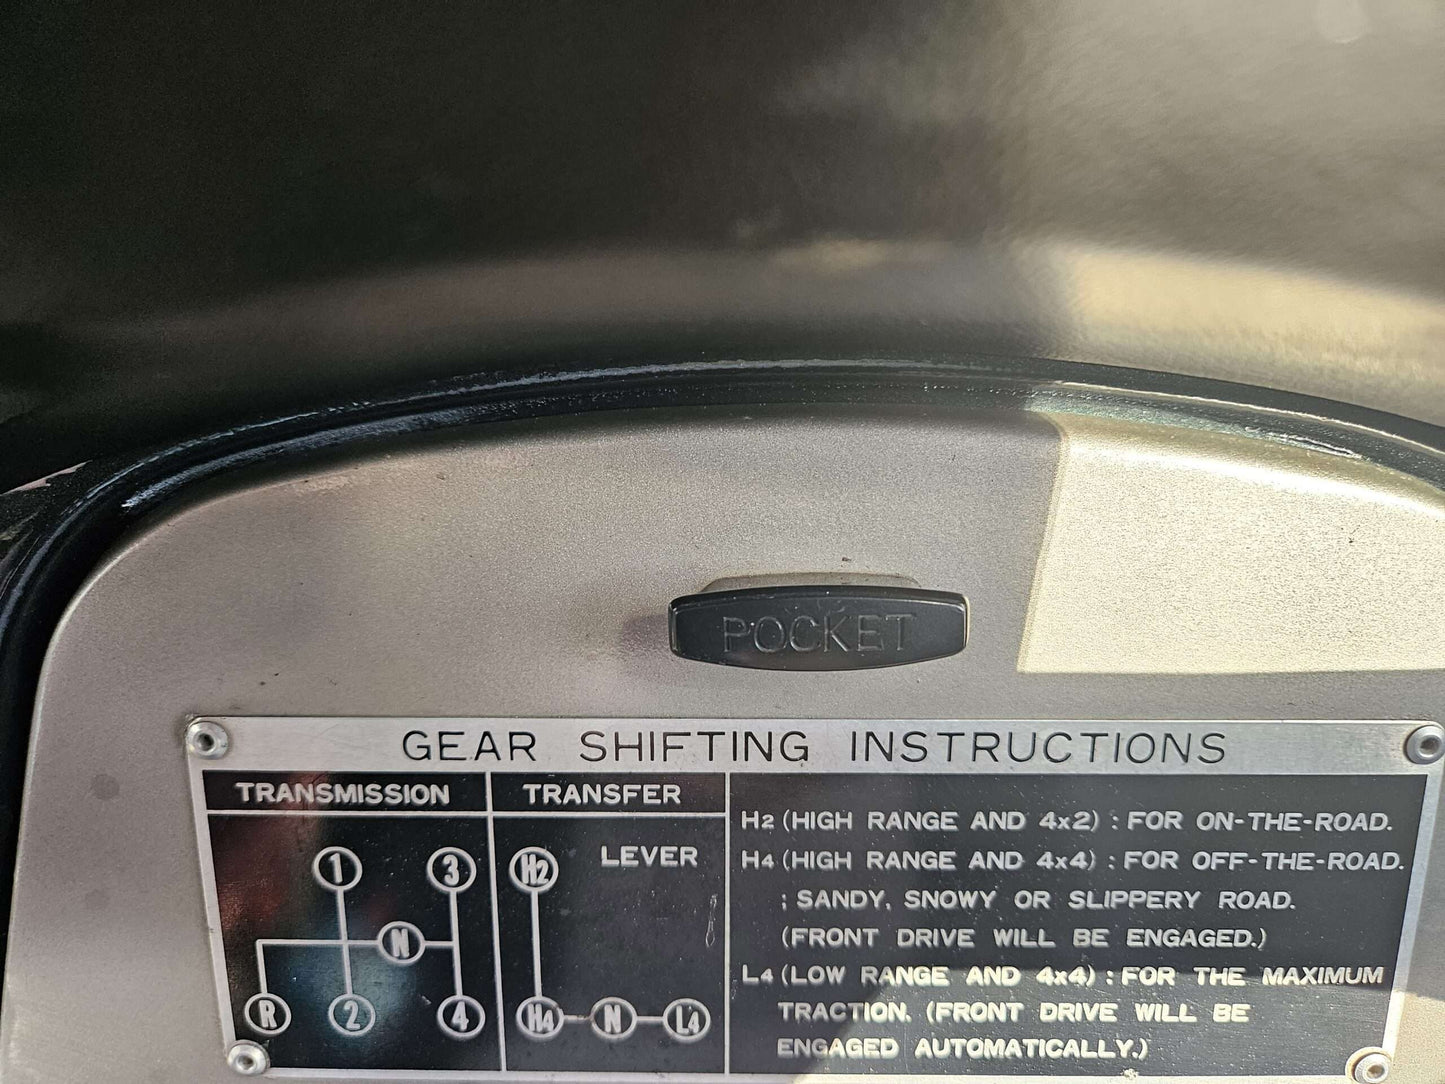 POCKET
GEAR SHIFTING INSTRUCTIONS
TRANSMISSION
1 3
N
R 2 4
TRANSFER
H2 LEVER
H4 N L4
H2 (HIGH RANGE AND 4x2) : FOR ON-THE-ROAD.
H4 (HIGH RANGE AND 4x4) : FOR OFF-THE-ROAD.
; SANDY, SNOWY OR SLIPPERY ROAD.
(FRONT DRIVE WILL BE ENGAGED.)
L4 (LOW RANGE AND 4x4) : FOR THE MAXIMUM
TRACTION. (FRONT DRIVE WILL BE
ENGAGED AUTOMATICALLY.)